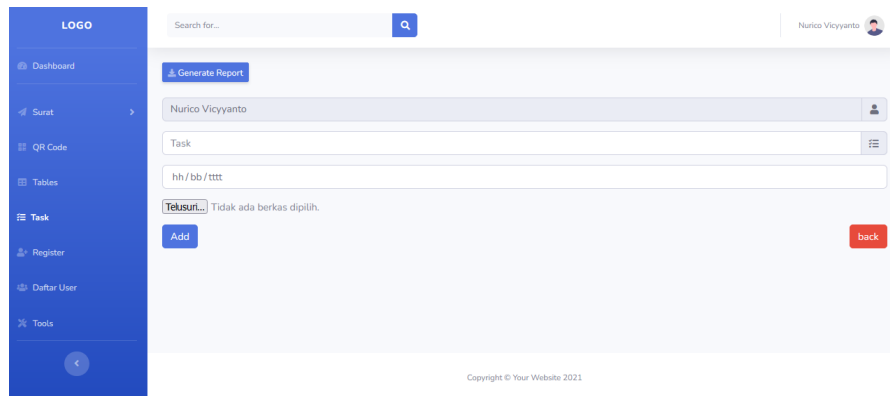 LOGO
Search for...
Nurico Vicyyanto
Dashboard
Generate Report
Surat
Nurico Vicyyanto
QR Code
Task
Tables
hh / bb / tttt
Task
Telusuri... Tidak ada berkas dipilih.
Add
back
Register
Daftar User
Tools
Copyright © Your Website 2021